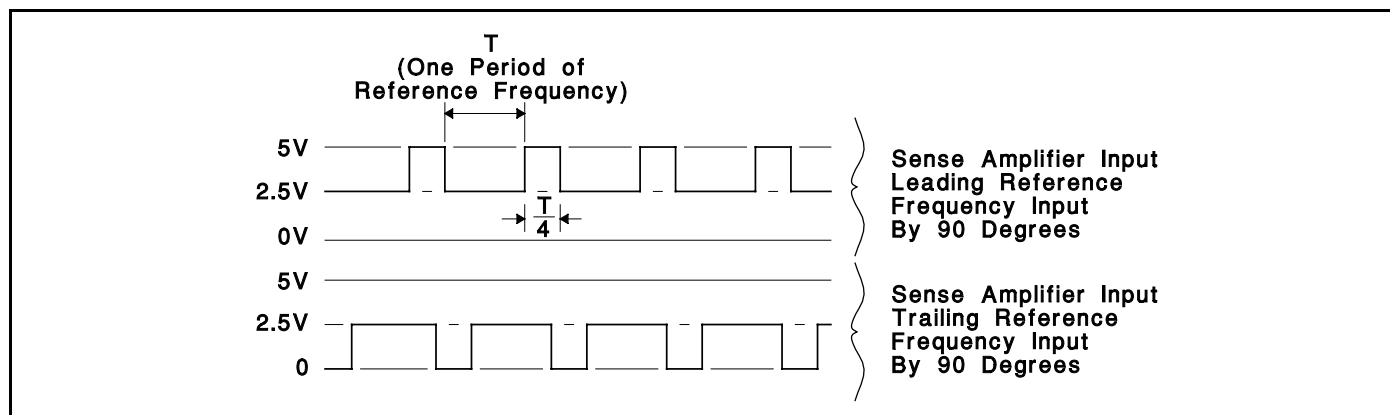 T
(One Period of
Reference Frequency)
5V
2.5V
0V
T
4
Sense Amplifier Input
Leading Reference
Frequency Input
By 90 Degrees
5V
2.5V
0
Sense Amplifier Input
Trailing Reference
Frequency Input
By 90 Degrees